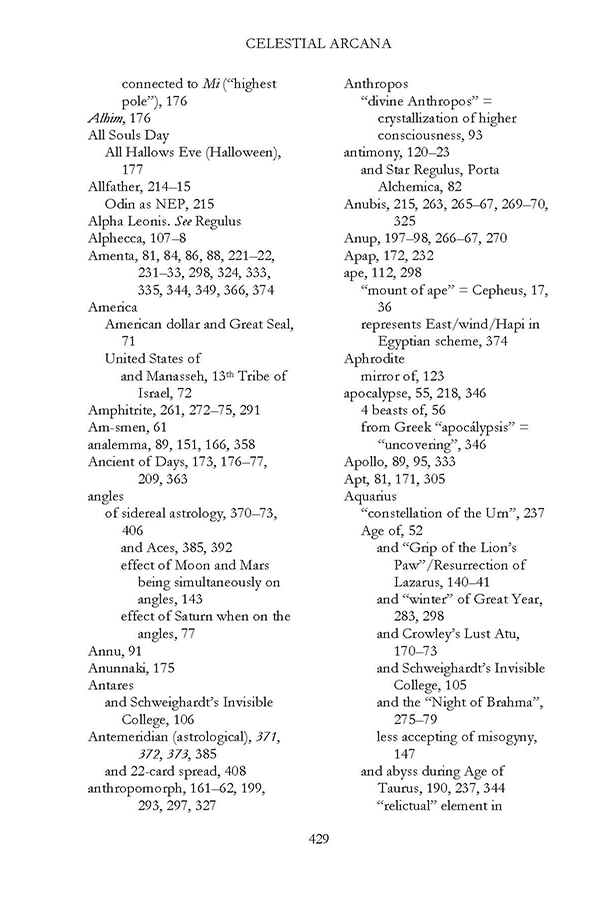 CELESTIAL ARCANA
connected to Mi (“highest
pole”), 176
Alhim, 176
All Souls Day
All Hallows Eve (Halloween),
177
Allfather, 214–15
Odin as NEP, 215
Alpha Leonis. See Regulus
Alphecca, 107–8
Amenta, 81, 84, 86, 88, 221–22,
231–33, 298, 324, 333,
335, 344, 349, 366, 374
America
American dollar and Great Seal,
71
United States of
and Manasseh, 13th Tribe of
Israel, 72
Amphitrite, 261, 272–75, 291
Am-smen, 61
analemma, 89, 151, 166, 358
Ancient of Days, 173, 176–77,
209, 363
angles
of sidereal astrology, 370–73,
406
and Aces, 385, 392
effect of Moon and Mars
being simultaneously on
angles, 143
effect of Saturn when on the
angles, 77
Annu, 91
Anunnaki, 175
Antares
and Schweighardt’s Invisible
College, 106
Antemeridian (astrological), 371,
372, 373, 385
and 22-card spread, 408
anthropomorph, 161–62, 199,
293, 297, 327
Anthropos
“divine Anthropos” =
crystallization of higher
consciousness, 93
antimony, 120–23
and Star Regulus, Porta
Alchemica, 82
Anubis, 215, 263, 265–67, 269–70,
325
Anup, 197–98, 266–67, 270
Apap, 172, 232
ape, 112, 298
“mount of ape” = Cepheus, 17,
36
represents East/wind/Hapi in
Egyptian scheme, 374
Aphrodite
mirror of, 123
apocalypse, 55, 218, 346
4 beasts of, 56
from Greek “apocálypsis” =
“uncovering”, 346
Apollo, 89, 95, 333
Apt, 81, 171, 305
Aquarius
“constellation of the Urn”, 237
Age of, 52
and “Grip of the Lion’s
Paw”/Resurrection of
Lazarus, 140–41
and “winter” of Great Year,
283, 298
and Crowley’s Lust Atu,
170–73
and Schweighardt’s Invisible
College, 105
and the “Night of Brahma”,
275–79
less accepting of misogyny,
147
and abyss during Age of
Taurus, 190, 237, 344
“relictual” element in
429